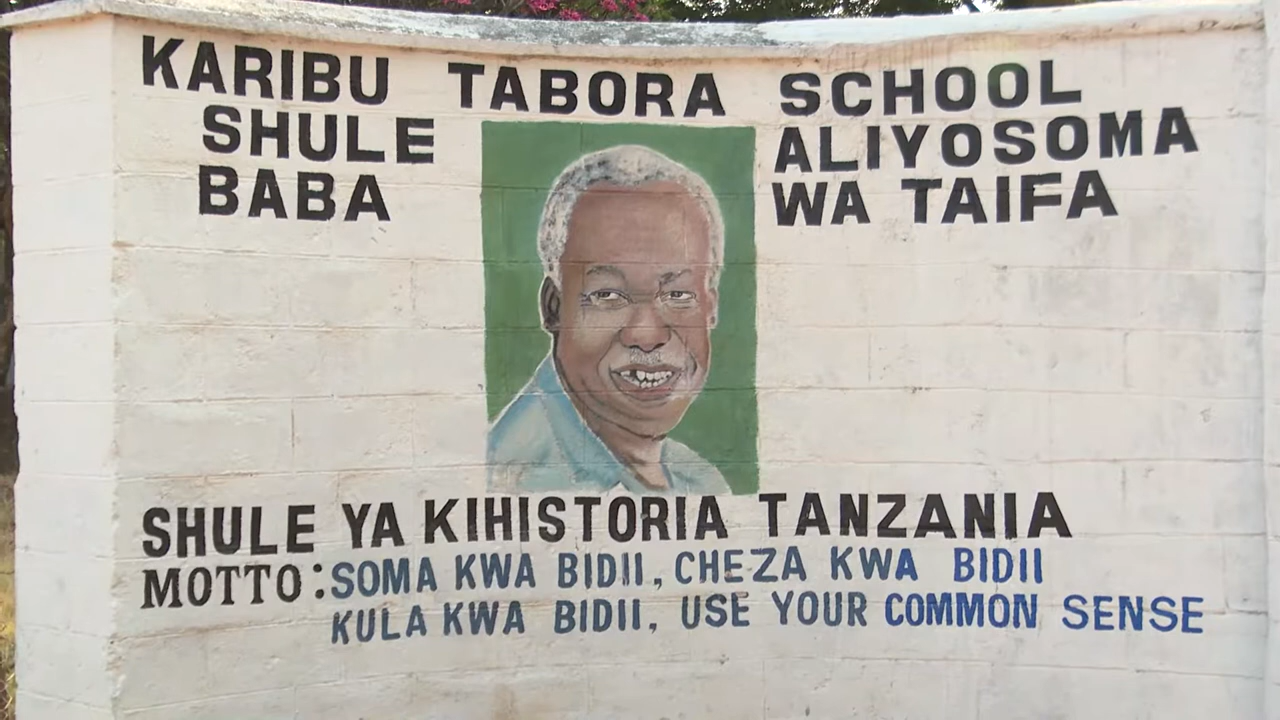 KARIBU TABORA SCHOOL
SHULE ALIYOSOMA
BABA WA TAIFA
SHULE YA KIHISTORIA TANZANIA
MOTTO: SOMA KWA BIDII, CHEZA KWA BIDII
KULA KWA BIDII, USE YOUR COMMON SENSE